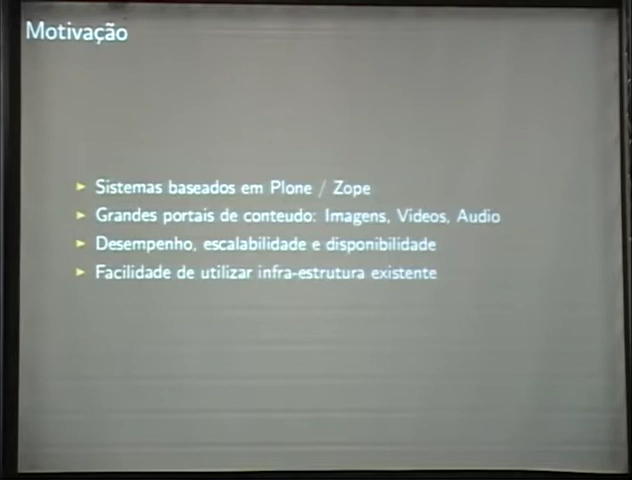 Motivação
Sistemas baseados em Plone / Zope
Grandes portais de conteudo: Imagens, Videos, Audio
Desempenho, escalabilidade e disponibilidade
Facilidade de utilizar infra-estrutura existente